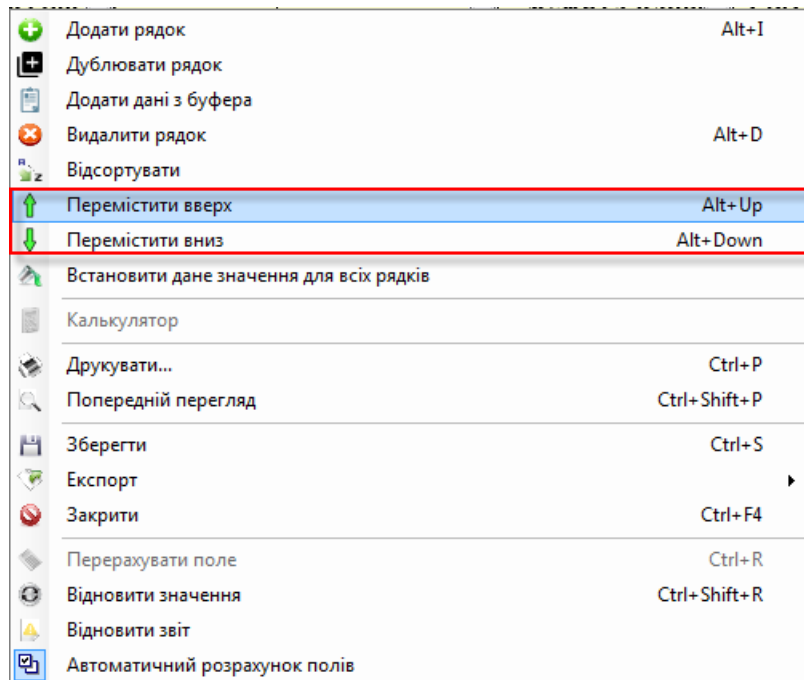 Додати рядок Alt+I
Дублювати рядок
Додати дані з буфера
Видалити рядок Alt+D
Відсортувати
Перемістити вверх Alt+Up
Перемістити вниз Alt+Down
Встановити дане значення для всіх рядків
Калькулятор
Друкувати... Ctrl+P
Попередній перегляд Ctrl+Shift+P
Зберегти Ctrl+S
Експорт
Закрити Ctrl+F4
Перерахувати поле Ctrl+R
Відновити значення Ctrl+Shift+R
Відновити звіт
Автоматичний розрахунок полів